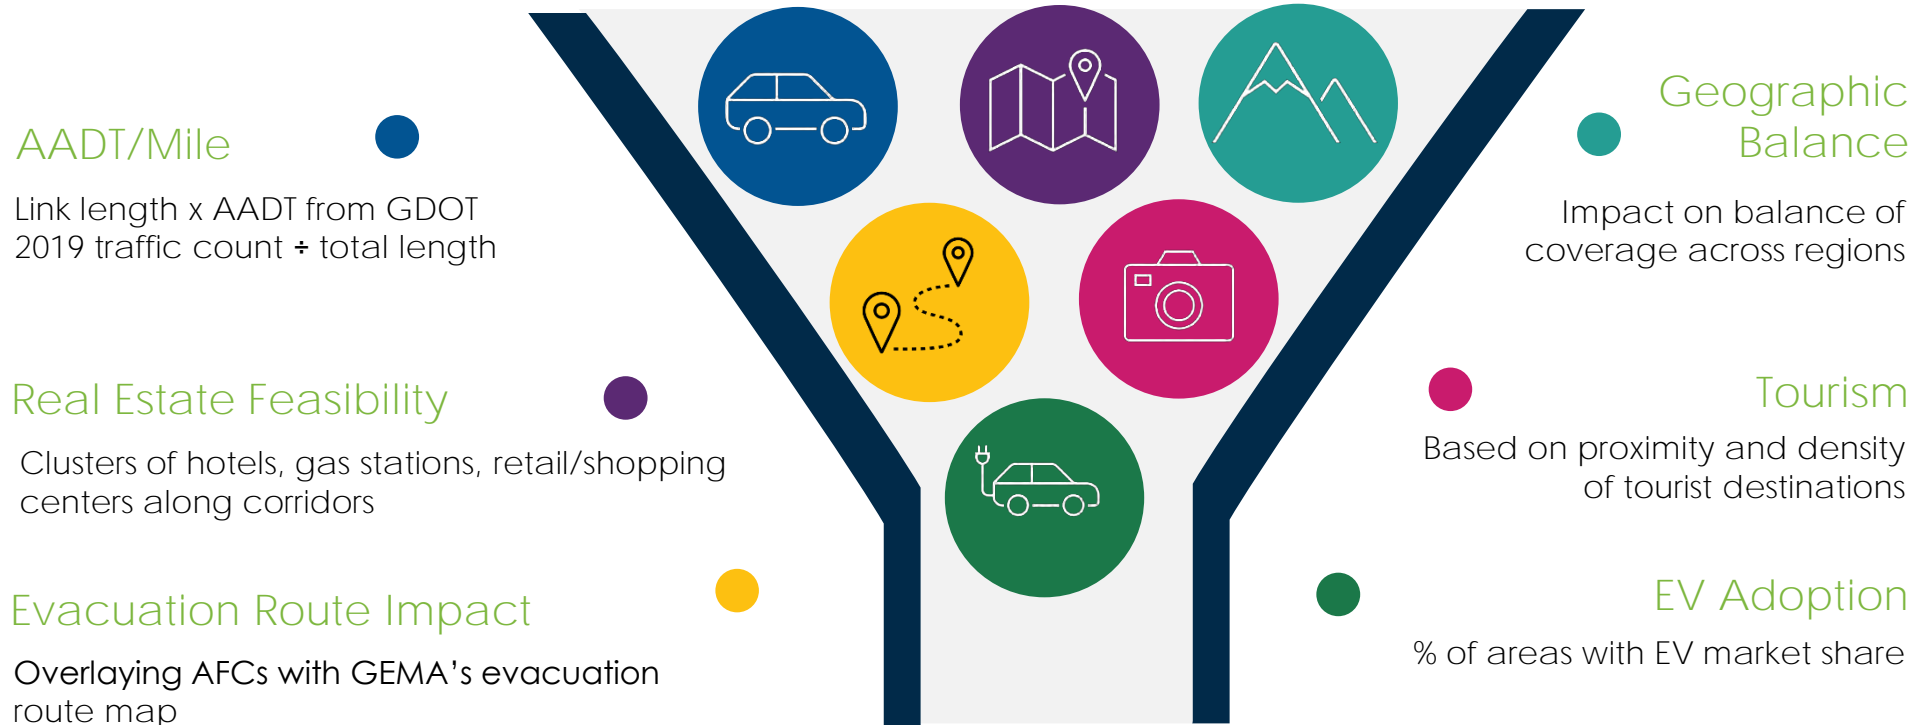 AADT/Mile
Link length x AADT from GDOT
2019 traffic count ÷ total length
Real Estate Feasibility
Clusters of hotels, gas stations, retail/shopping
centers along corridors
Evacuation Route Impact
Overlaying AFCs with GEMA’s evacuation
route map
Geographic
Balance
Impact on balance of
coverage across regions
Tourism
Based on proximity and density
of tourist destinations
EV Adoption
% of areas with EV market share